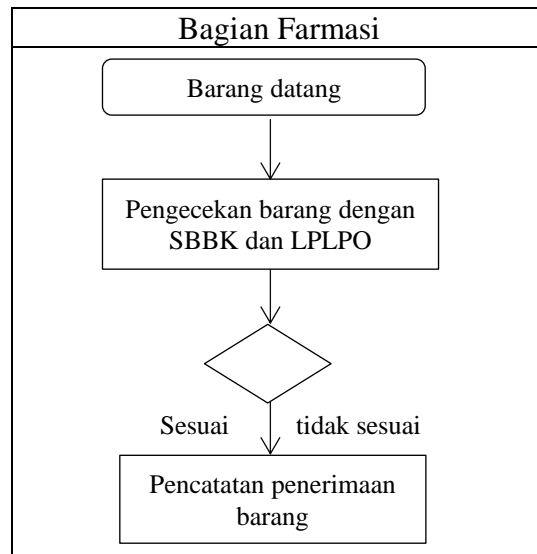 Bagian Farmasi
Barang datang
Pengecekan barang dengan
SBBK dan LPLPO
Sesuai tidak sesuai
Pencatatan penerimaan
barang